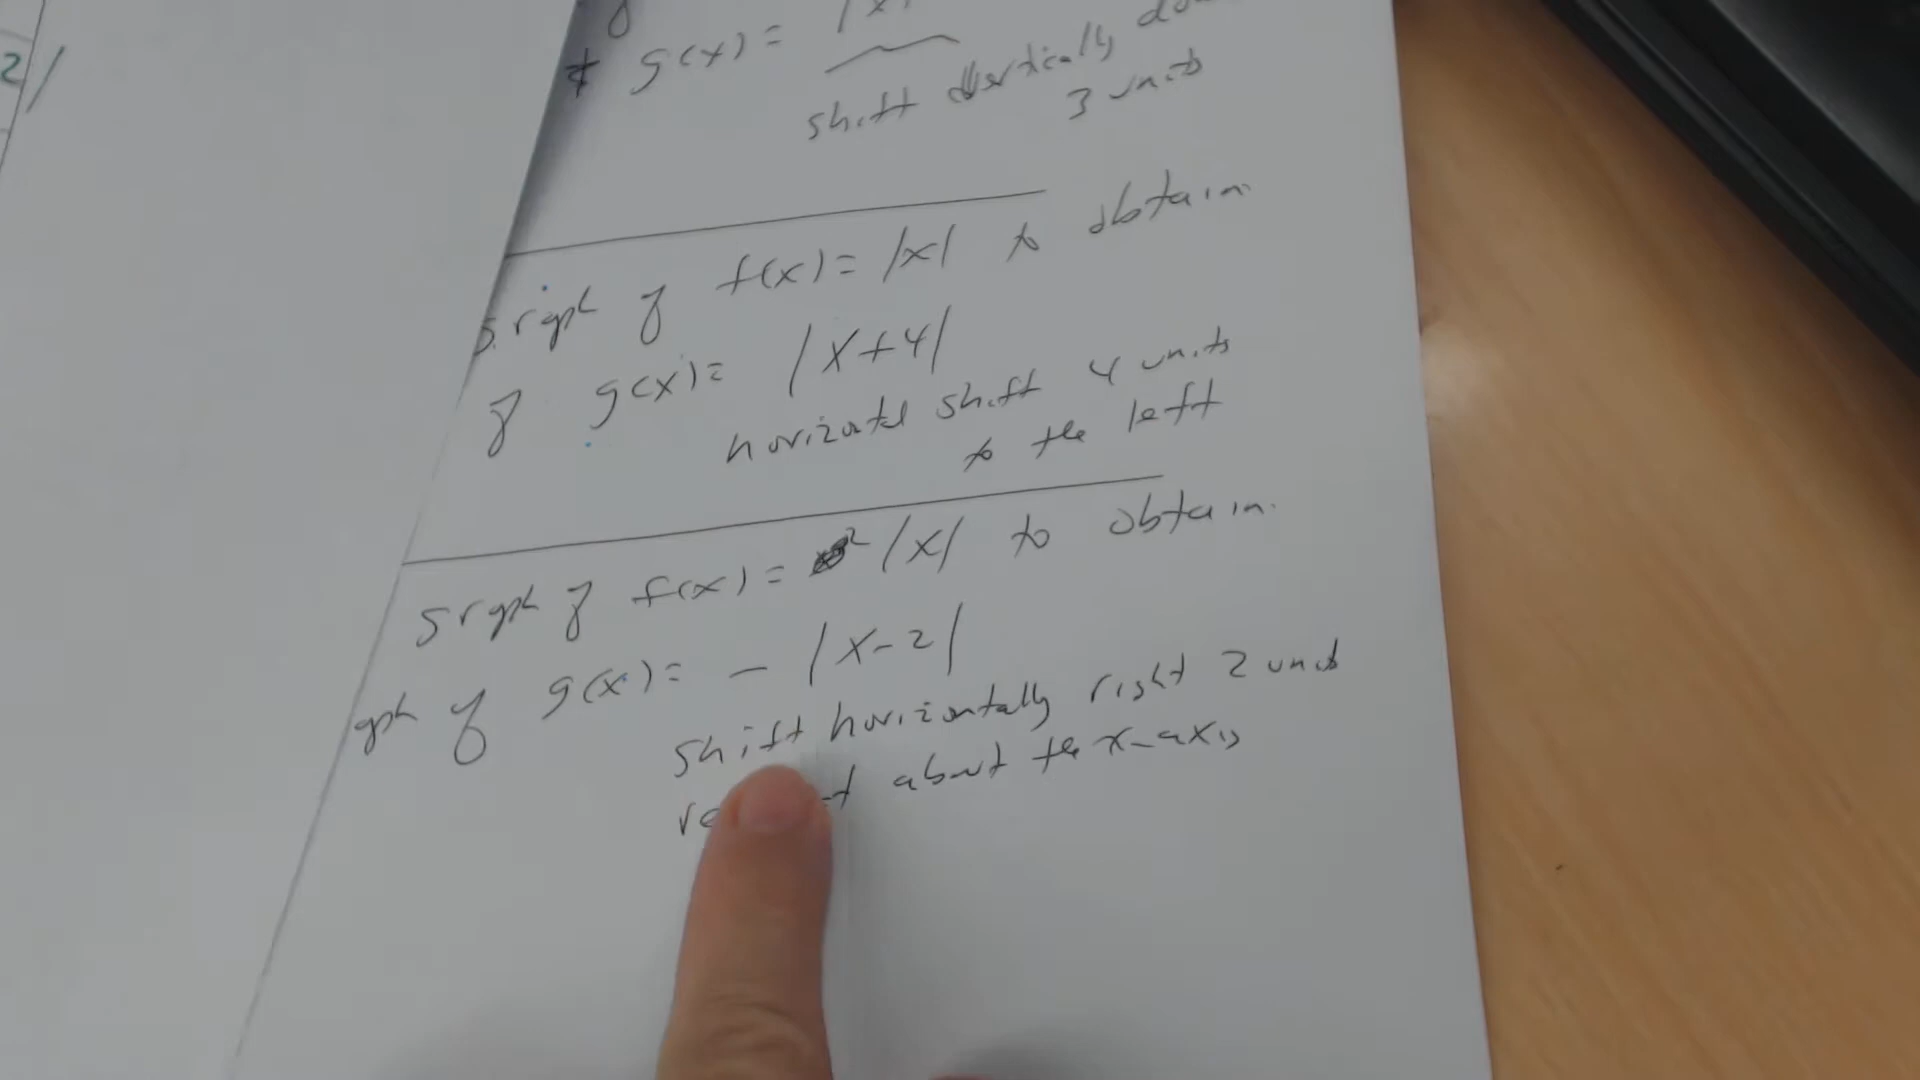 2/
g(x) = |x|
shift vertically
3 units
graph of f(x) = |x| to obtain
of g(x) = |x+4|
horizontal shift 4 units
to the left
graph of f(x) = |x| to obtain
graph of g(x) = - |x-2|
shift horizontally right 2 units
about the x-axis